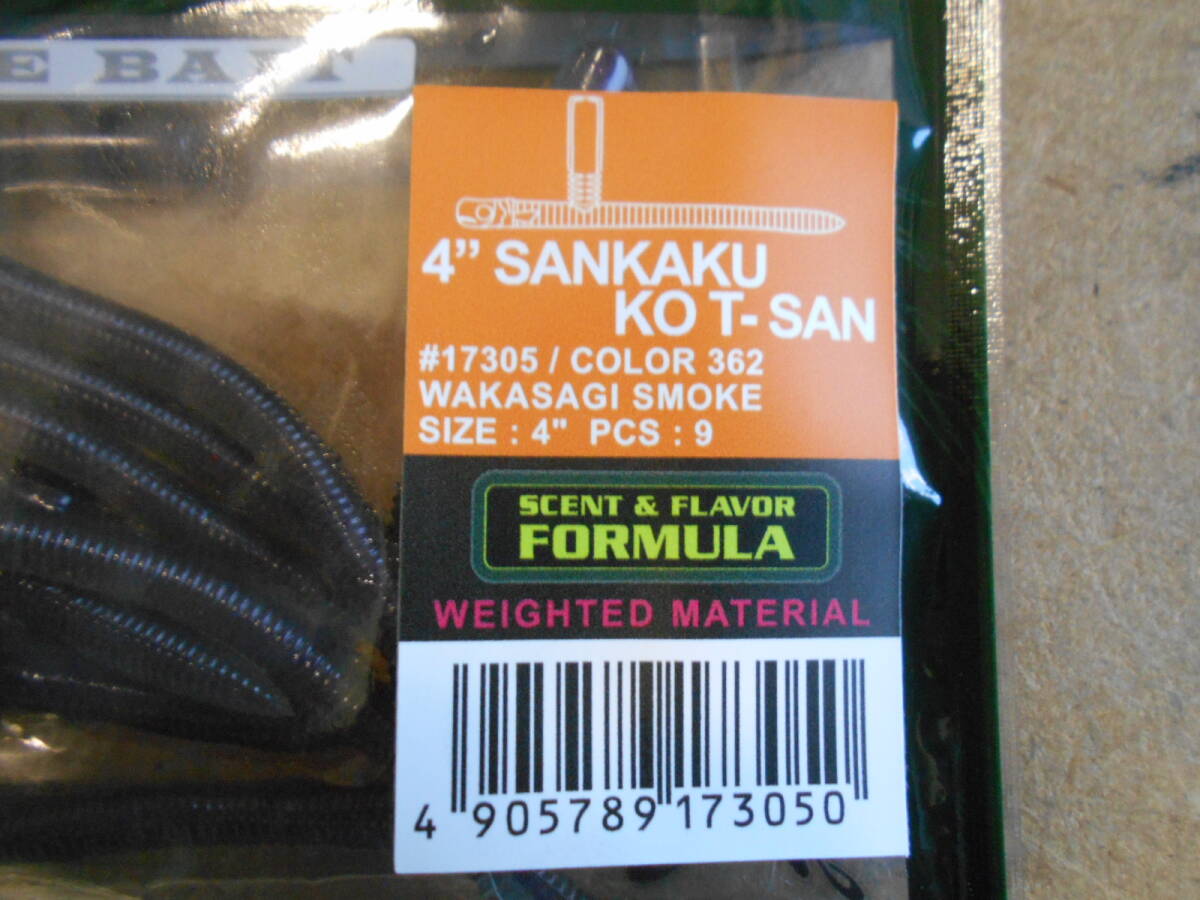 E BAIT
4” SANKAKU
KO T-SAN
#17305 / COLOR 362
WAKASAGI SMOKE
SIZE : 4" PCS : 9
SCENT & FLAVOR
FORMULA
WEIGHTED MATERIAL
4 905789 173050